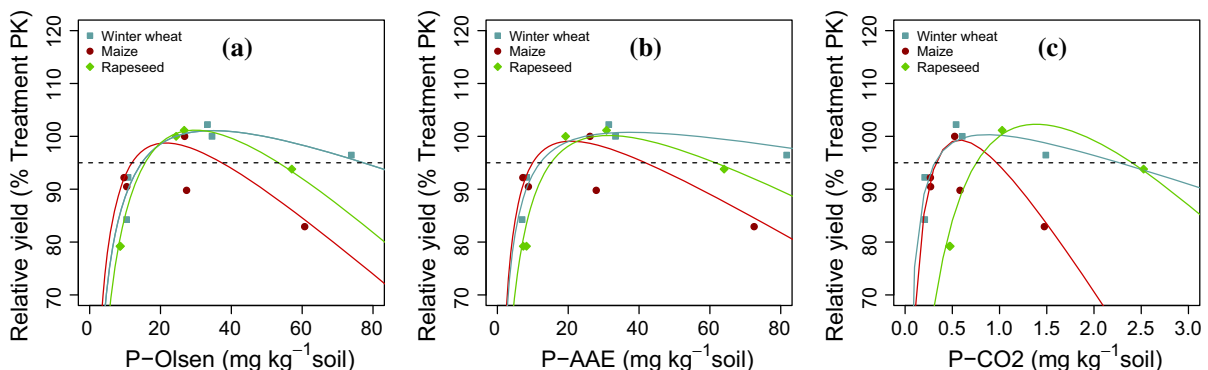 Relative yield (% Treatment PK)
120
110
100
90
80
70
Winter wheat
Maize
Rapeseed
(a)
0 20 40 60 80
P−Olsen (mg kg−1soil)
Relative yield (% Treatment PK)
120
110
100
90
80
70
Winter wheat
Maize
Rapeseed
(b)
0 20 40 60 80
P−AAE (mg kg−1soil)
Relative yield (% Treatment PK)
120
110
100
90
80
70
Winter wheat
Maize
Rapeseed
(c)
0.0 0.5 1.0 1.5 2.0 2.5 3.0
P−CO2 (mg kg−1soil)